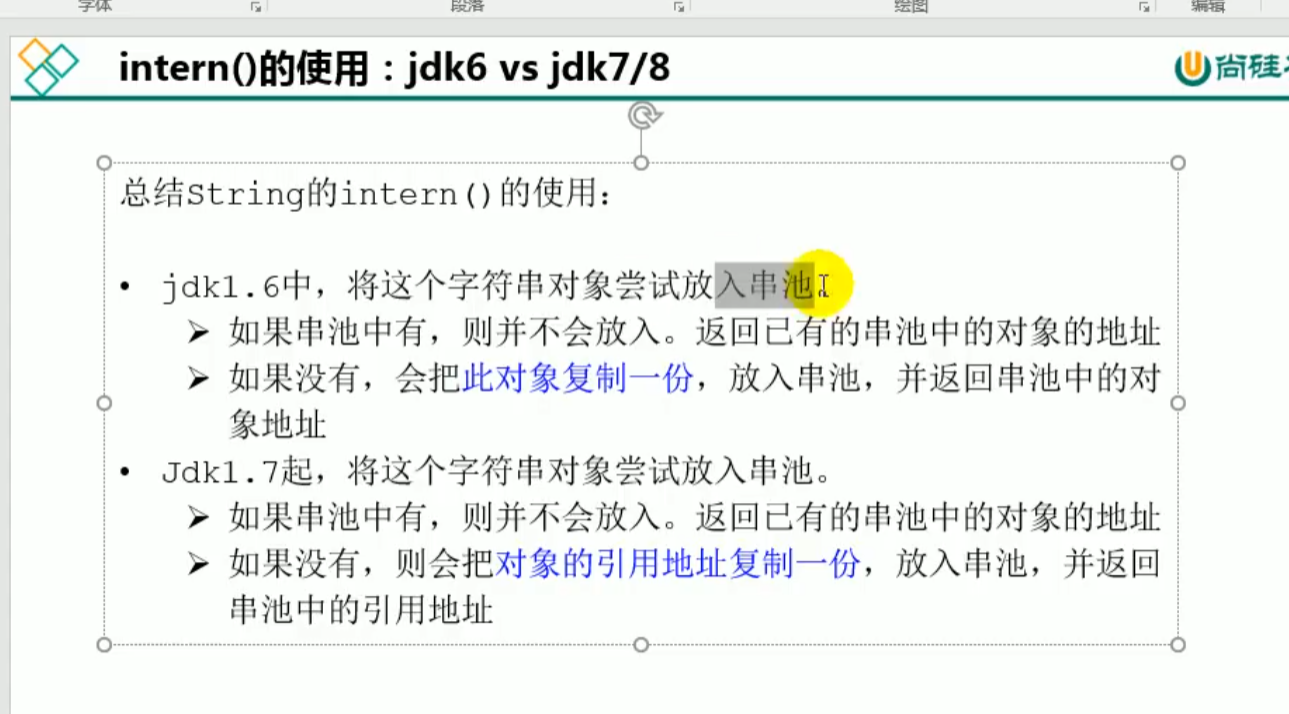 字体 段落 绘图 编辑
intern()的使用：jdk6 vs jdk7/8
尚硅
总结String的intern()的使用：
• jdk1.6中，将这个字符串对象尝试放入串池。
➢ 如果串池中有，则并不会放入。返回已有的串池中的对象的地址
➢ 如果没有，会把此对象复制一份，放入串池，并返回串池中的对
象地址
• Jdk1.7起，将这个字符串对象尝试放入串池。
➢ 如果串池中有，则并不会放入。返回已有的串池中的对象的地址
➢ 如果没有，则会把对象的引用地址复制一份，放入串池，并返回
串池中的引用地址